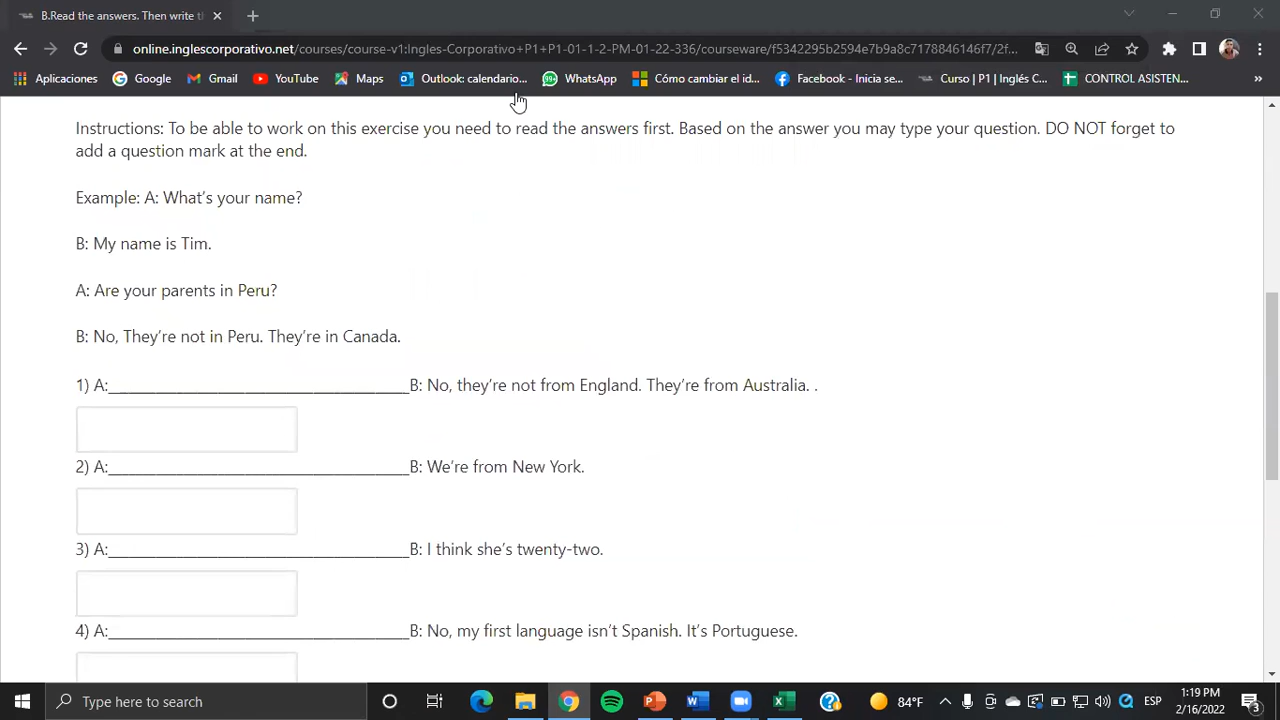 B.Read the answers. Then write th
online.inglescorporativo.net/courses/course-v1:Ingles-Corporativo+P1+P1-01-1-2-PM-01-22-336/courseware/f5342295b2594e7b9a8c7178846146f7/2f...
Aplicaciones Google Gmail YouTube Maps Outlook: calendario... 99+ WhatsApp Cómo cambiar el id... Facebook - Inicia se... Curso | P1 | Inglés C... CONTROL ASISTEN... »
Instructions: To be able to work on this exercise you need to read the answers first. Based on the answer you may type your question. DO NOT forget to
add a question mark at the end.
Example: A: What's your name?
B: My name is Tim.
A: Are your parents in Peru?
B: No, They're not in Peru. They're in Canada.
1) A:__________________________________B: No, they're not from England. They're from Australia. .
2) A:__________________________________B: We're from New York.
3) A:__________________________________B: I think she's twenty-two.
4) A:__________________________________B: No, my first language isn't Spanish. It's Portuguese.
Type here to search
84°F ESP 1:19 PM
2/16/2022 3